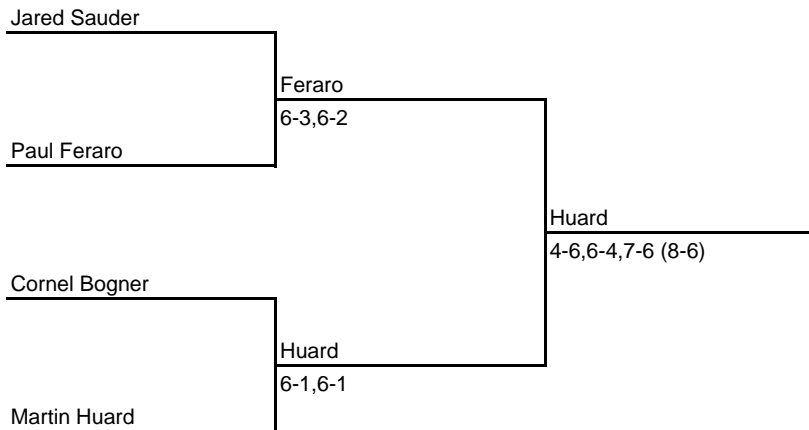 Jared Sauder
Feraro
6-3,6-2
Paul Feraro
Huard
4-6,6-4,7-6 (8-6)
Cornel Bogner
Huard
6-1,6-1
Martin Huard